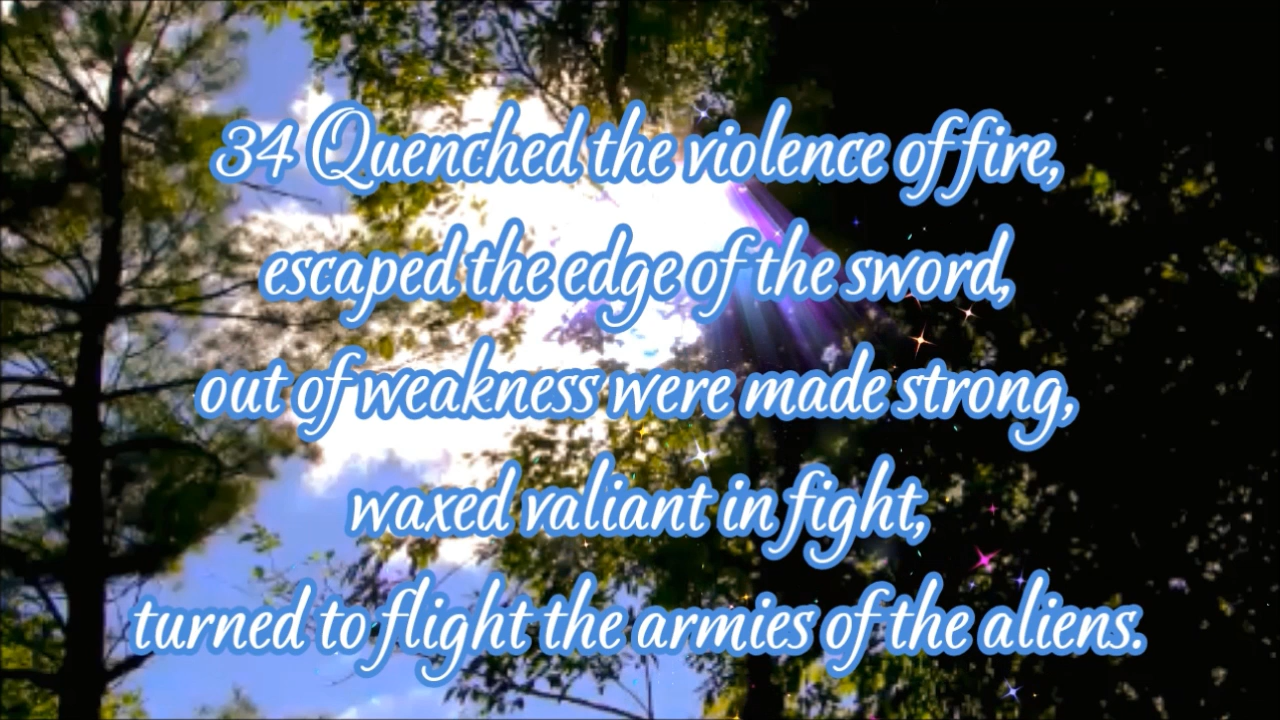 34 Quenched the violence of fire,
escaped the edge of the sword,
out of weakness were made strong,
waxed valiant in fight,
turned to flight the armies of the aliens.